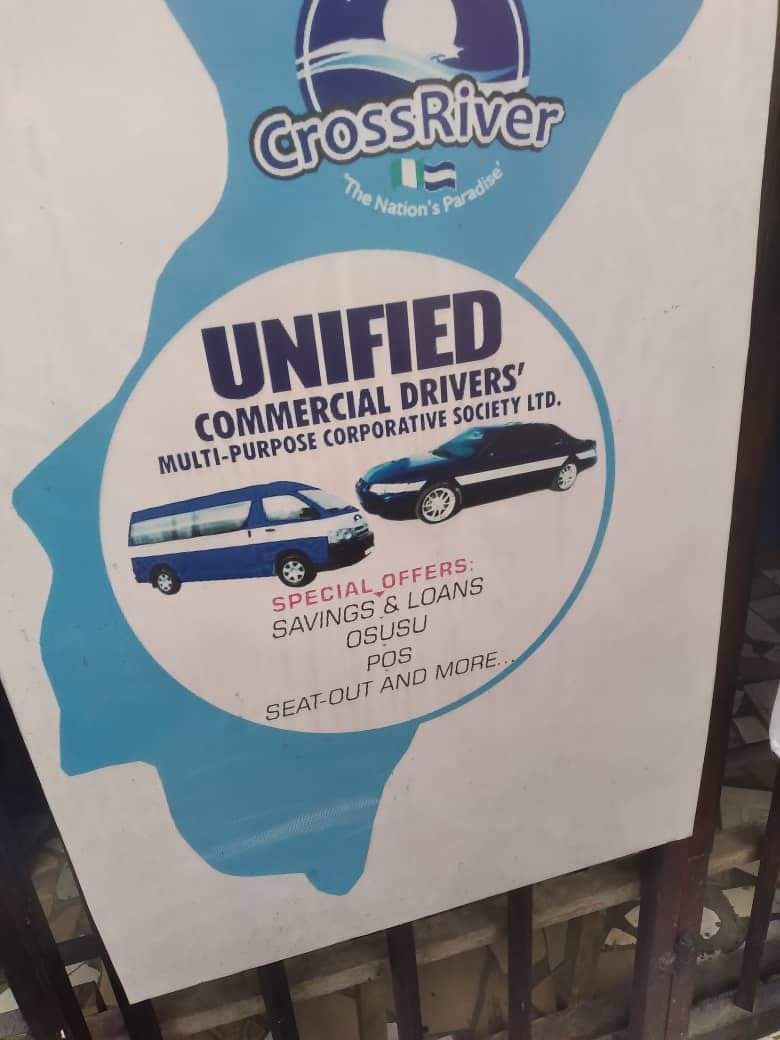 CrossRiver
'The Nation's Paradise'
UNIFIED
COMMERCIAL DRIVERS'
MULTI-PURPOSE CORPORATIVE SOCIETY LTD.
SPECIAL OFFERS:
SAVINGS & LOANS
OSUSU
POS
SEAT-OUT AND MORE...